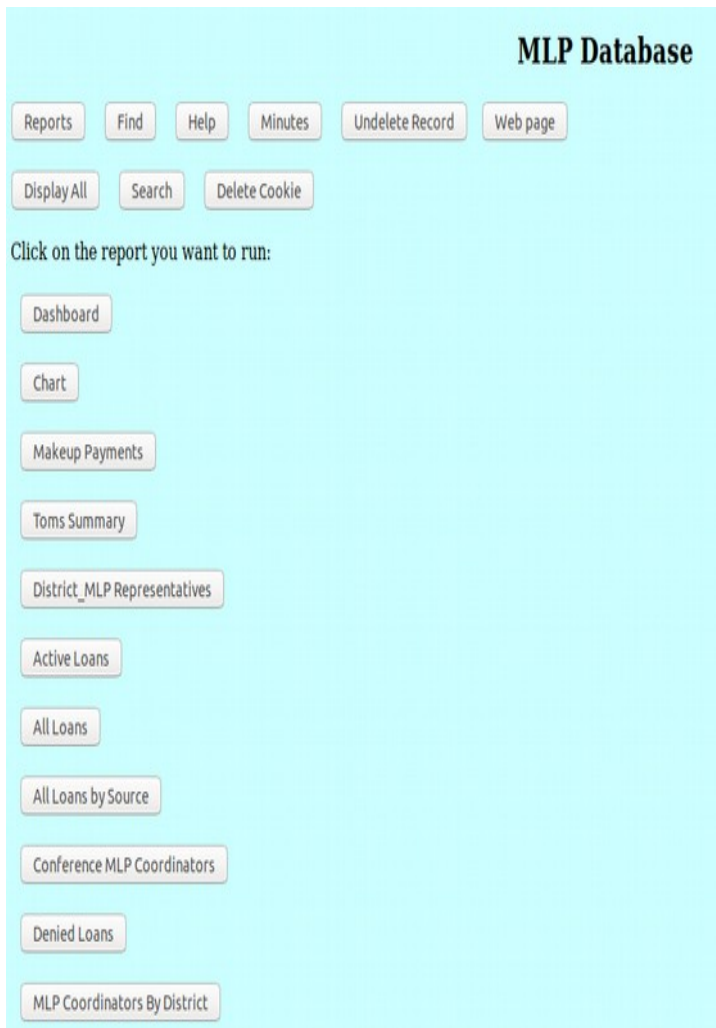 MLP Database
Reports Find Help Minutes Undelete Record Web page
Display All Search Delete Cookie
Click on the report you want to run:
Dashboard
Chart
Makeup Payments
Toms Summary
District_MLP Representatives
Active Loans
All Loans
All Loans by Source
Conference MLP Coordinators
Denied Loans
MLP Coordinators By District